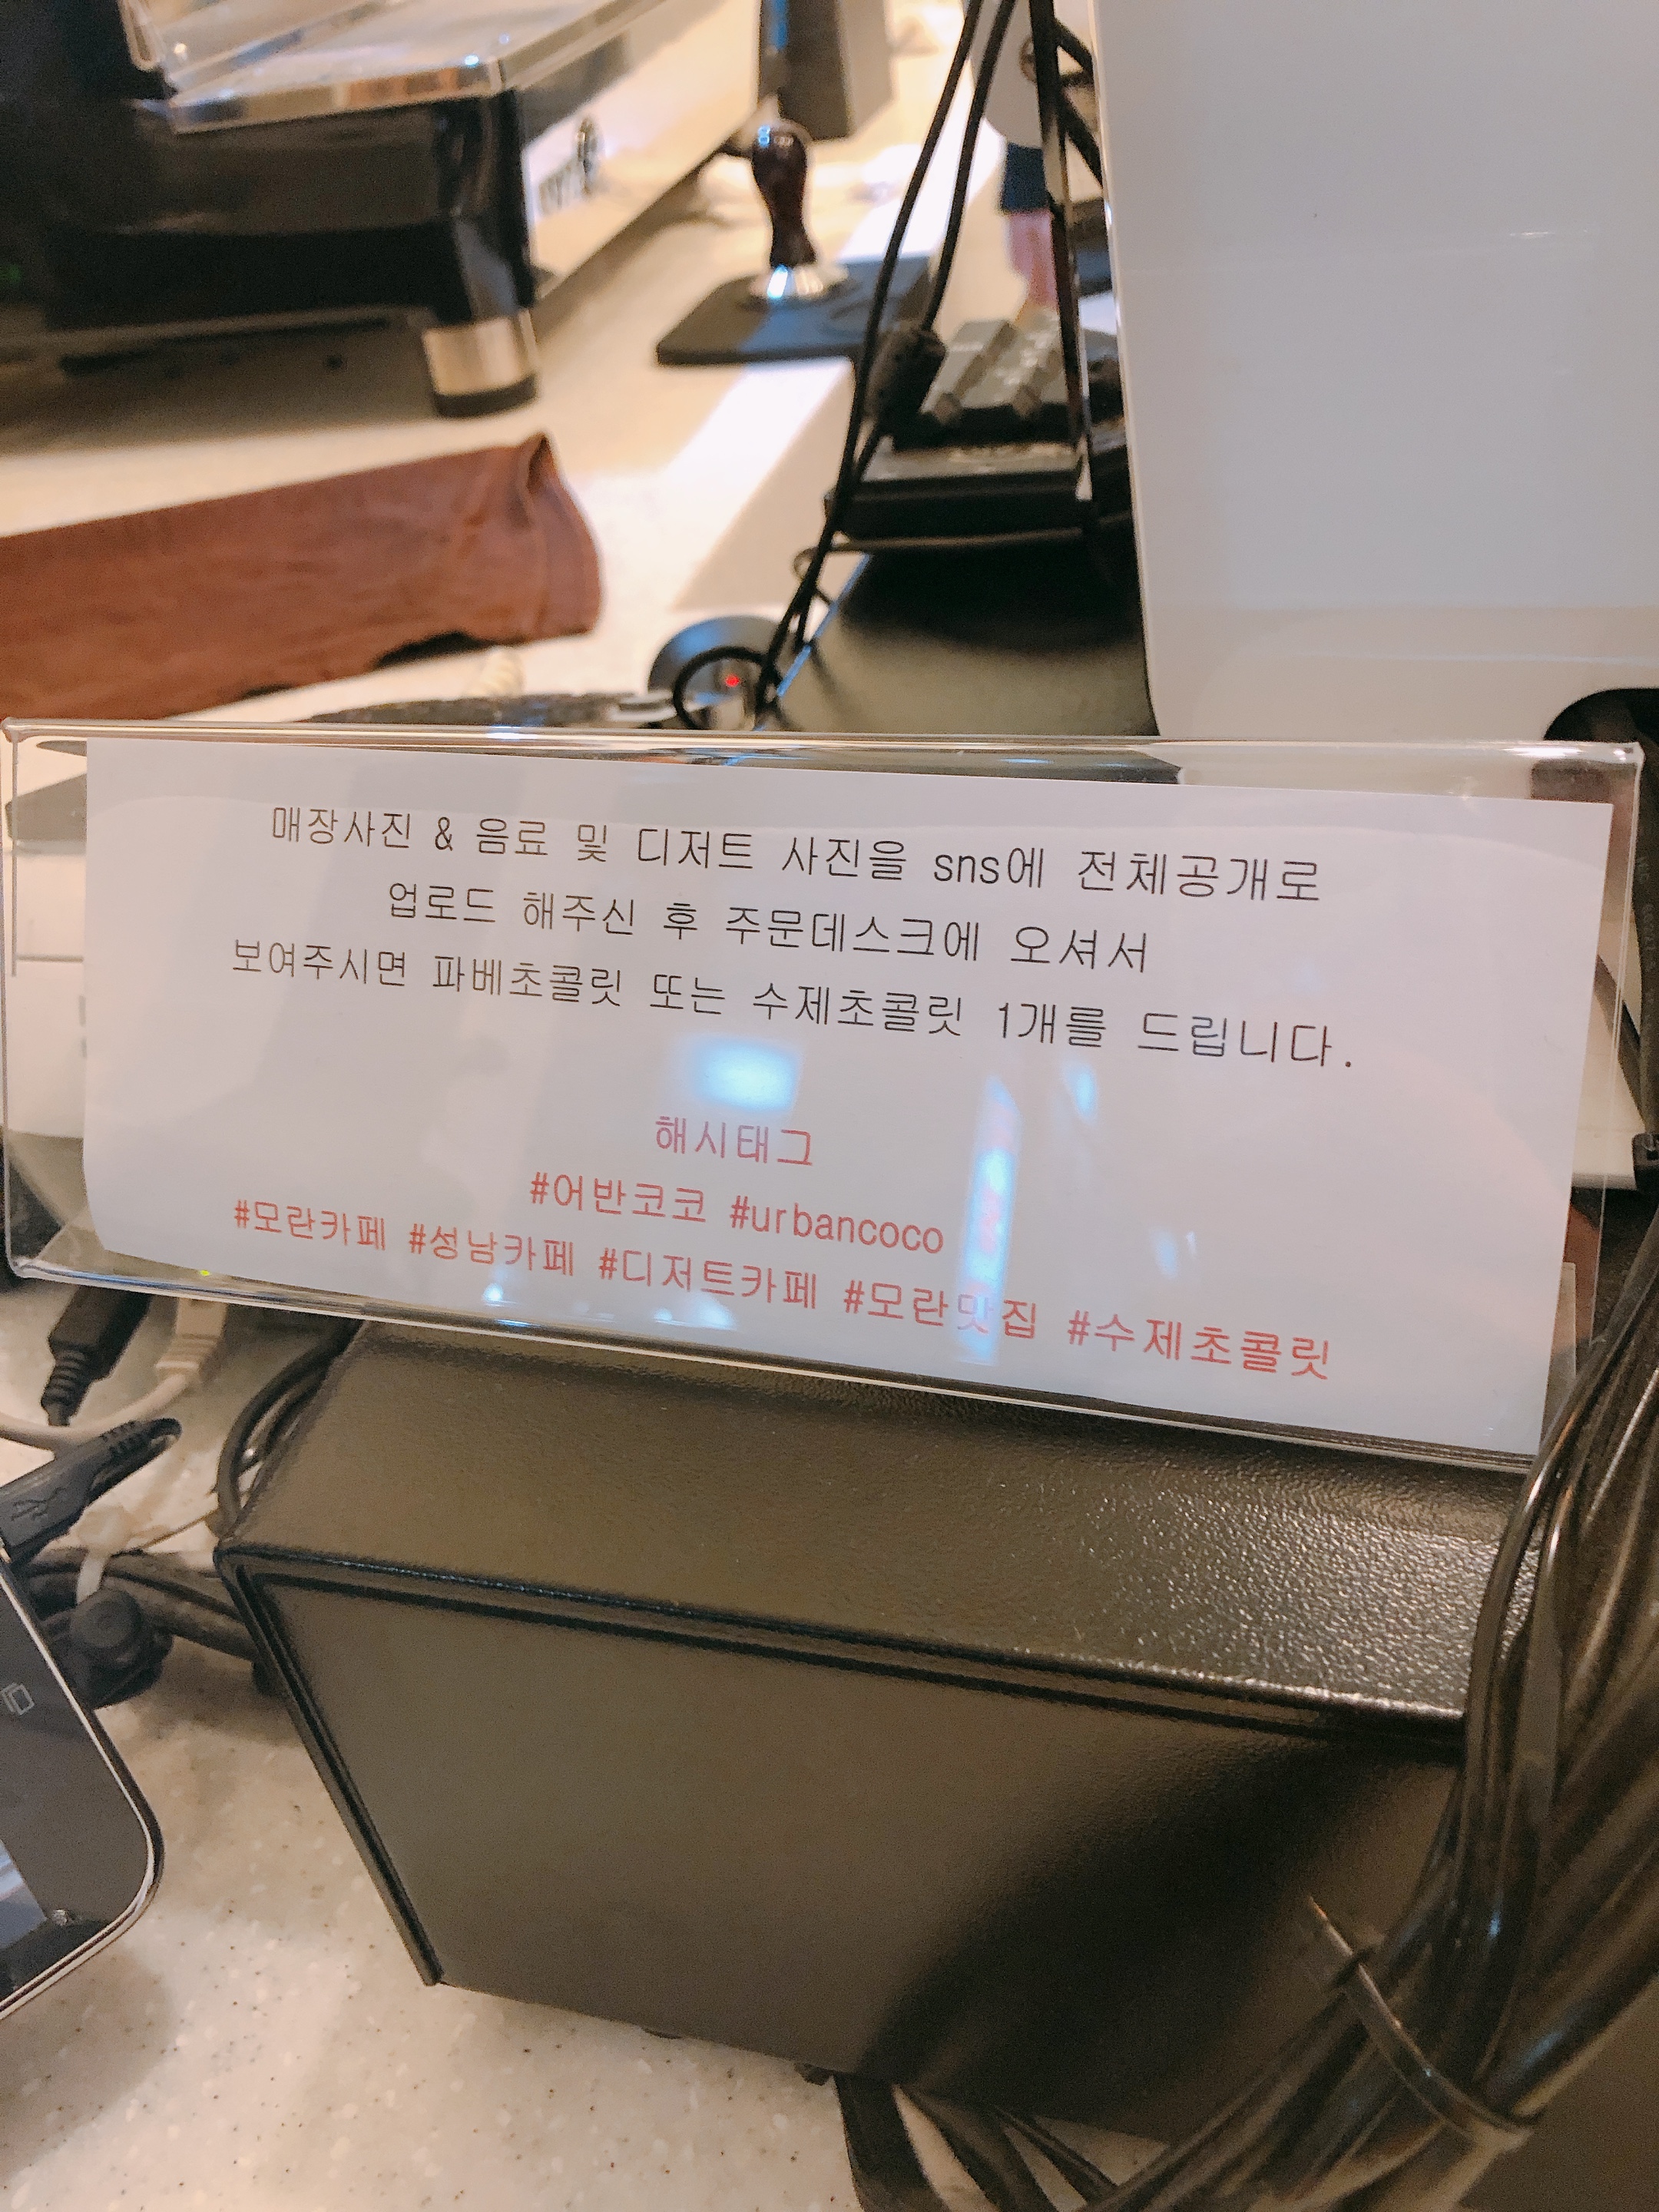 매장사진 & 음료 및 디저트 사진을 sns에 전체공개로
업로드 해주신 후 주문데스크에 오셔서
보여주시면 파베초콜릿 또는 수제초콜릿 1개를 드립니다.
해시태그
#어반코코 #urbancoco
#모란카페 #성남카페 #디저트카페 #모란맛집 #수제초콜릿